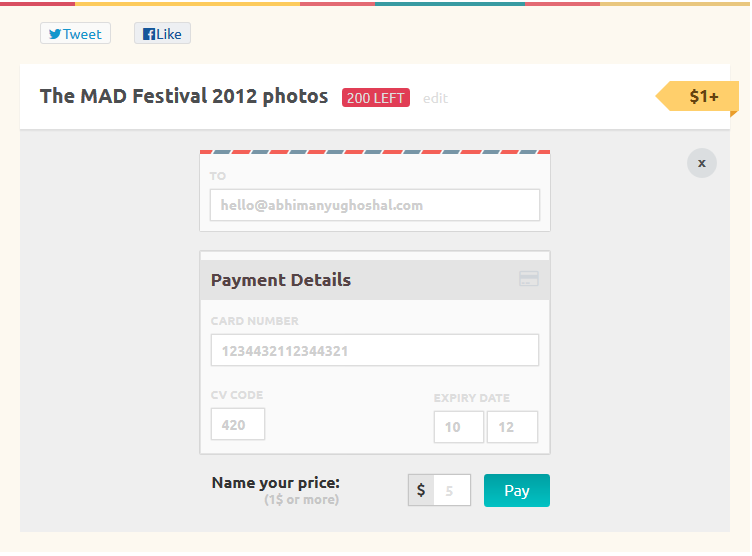 Tweet
Like
The MAD Festival 2012 photos 200 LEFT edit
$1+
x
TO
hello@abhimanyughoshal.com
Payment Details
CARD NUMBER
1234432112344321
CV CODE
EXPIRY DATE
420
10
12
Name your price:
(1$ or more)
$
5
Pay